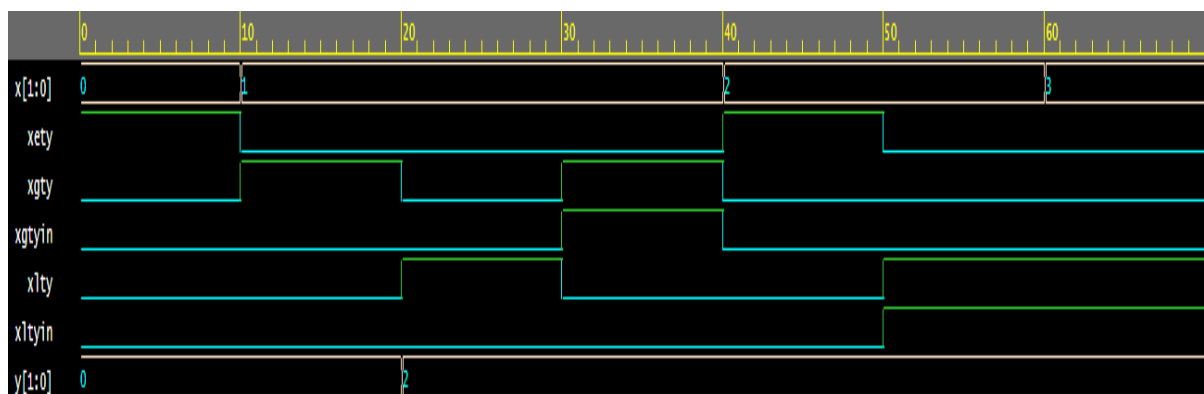 0 10 20 30 40 50 60
x[1:0] 0 1 2 3
xety
xgty
xgtyin
xlty
xltyin
y[1:0] 0 2